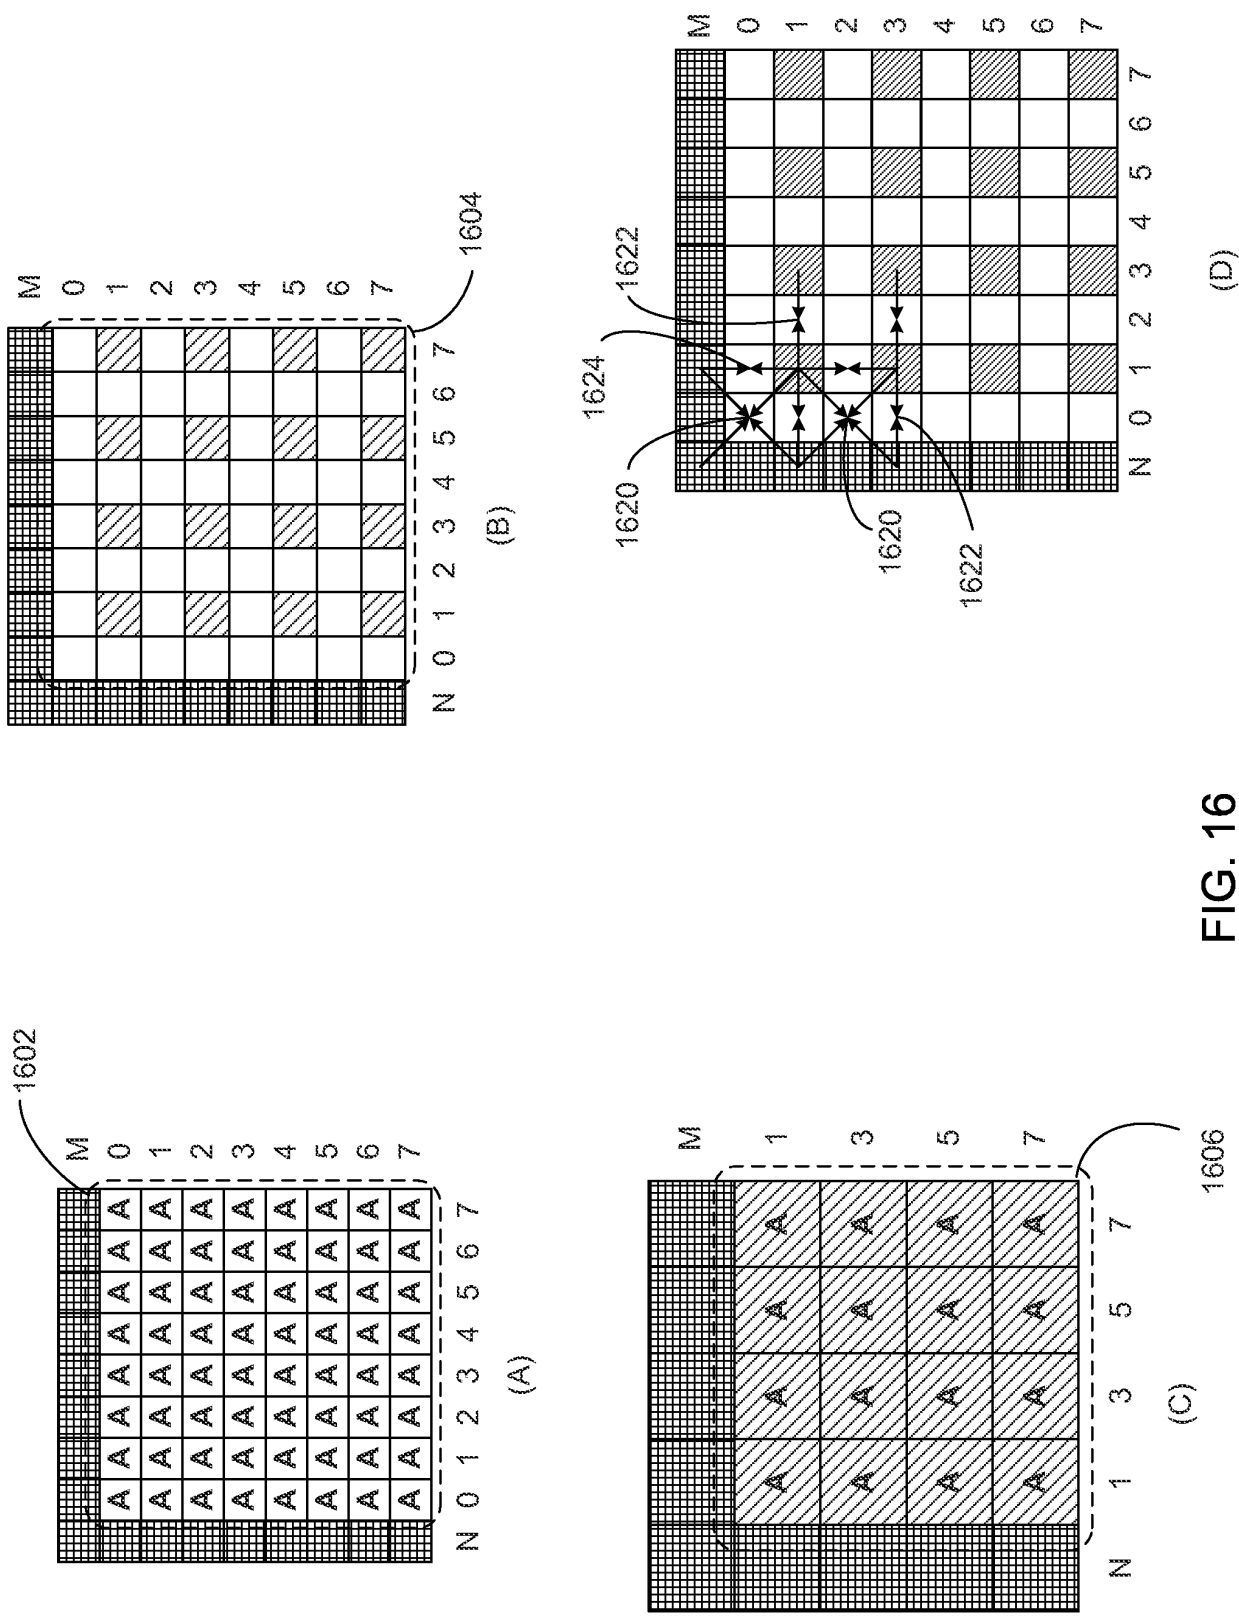 1602
M
A A A A A A A A 0
A A A A A A A A 1
A A A A A A A A 2
A A A A A A A A 3
A A A A A A A A 4
A A A A A A A A 5
A A A A A A A A 6
A A A A A A A A 7
N 0 1 2 3 4 5 6 7
(A)
M
0
1
2
3
4
5
6
7
1604
N 0 1 2 3 4 5 6 7
(B)
M
A A A A 1
A A A A 3
A A A A 5
A A A A 7
N 1 3 5 7
1606
(C)
1620
1624
1622
M
0
1
2
3
4
5
6
7
1620
1622
N 0 1 2 3 4 5 6 7
(D)
FIG. 16